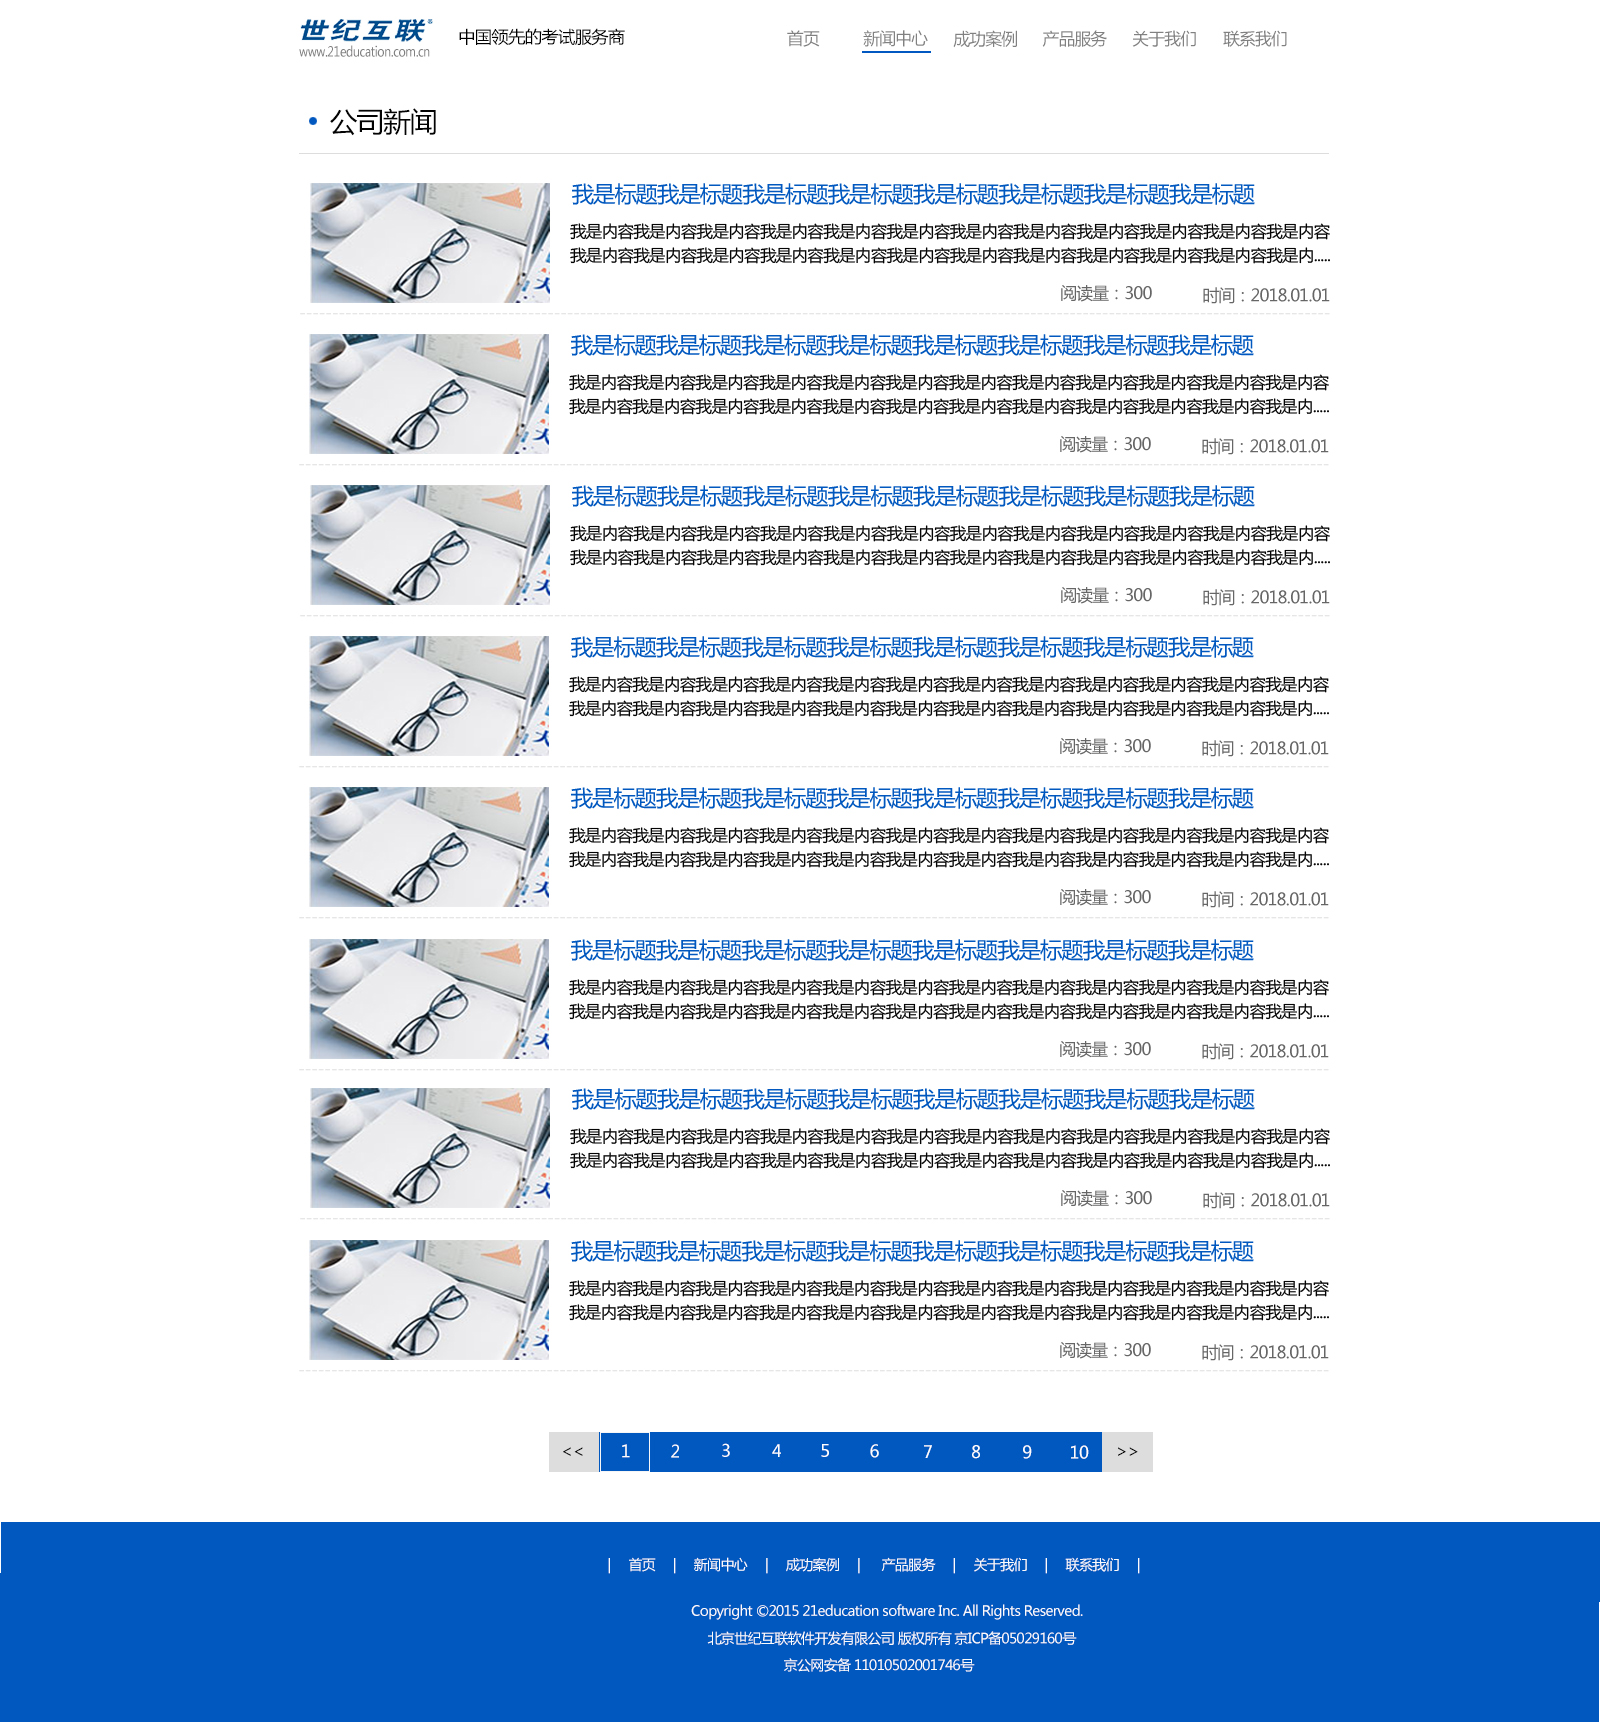 世纪互联®
www.21education.com.cn
中国领先的考试服务商
首页 新闻中心 成功案例 产品服务 关于我们 联系我们
• 公司新闻
我是标题我是标题我是标题我是标题我是标题我是标题我是标题我是标题
我是内容我是内容我是内容我是内容我是内容我是内容我是内容我是内容我是内容我是内容我是内容我是内容
我是内容我是内容我是内容我是内容我是内容我是内容我是内容我是内容我是内容我是内容我是内容我是内.....
阅读量：300 时间：2018.01.01
我是标题我是标题我是标题我是标题我是标题我是标题我是标题我是标题
我是内容我是内容我是内容我是内容我是内容我是内容我是内容我是内容我是内容我是内容我是内容我是内容
我是内容我是内容我是内容我是内容我是内容我是内容我是内容我是内容我是内容我是内容我是内容我是内.....
阅读量：300 时间：2018.01.01
我是标题我是标题我是标题我是标题我是标题我是标题我是标题我是标题
我是内容我是内容我是内容我是内容我是内容我是内容我是内容我是内容我是内容我是内容我是内容我是内容
我是内容我是内容我是内容我是内容我是内容我是内容我是内容我是内容我是内容我是内容我是内容我是内.....
阅读量：300 时间：2018.01.01
我是标题我是标题我是标题我是标题我是标题我是标题我是标题我是标题
我是内容我是内容我是内容我是内容我是内容我是内容我是内容我是内容我是内容我是内容我是内容我是内容
我是内容我是内容我是内容我是内容我是内容我是内容我是内容我是内容我是内容我是内容我是内容我是内.....
阅读量：300 时间：2018.01.01
我是标题我是标题我是标题我是标题我是标题我是标题我是标题我是标题
我是内容我是内容我是内容我是内容我是内容我是内容我是内容我是内容我是内容我是内容我是内容我是内容
我是内容我是内容我是内容我是内容我是内容我是内容我是内容我是内容我是内容我是内容我是内容我是内.....
阅读量：300 时间：2018.01.01
我是标题我是标题我是标题我是标题我是标题我是标题我是标题我是标题
我是内容我是内容我是内容我是内容我是内容我是内容我是内容我是内容我是内容我是内容我是内容我是内容
我是内容我是内容我是内容我是内容我是内容我是内容我是内容我是内容我是内容我是内容我是内容我是内.....
阅读量：300 时间：2018.01.01
我是标题我是标题我是标题我是标题我是标题我是标题我是标题我是标题
我是内容我是内容我是内容我是内容我是内容我是内容我是内容我是内容我是内容我是内容我是内容我是内容
我是内容我是内容我是内容我是内容我是内容我是内容我是内容我是内容我是内容我是内容我是内容我是内.....
阅读量：300 时间：2018.01.01
我是标题我是标题我是标题我是标题我是标题我是标题我是标题我是标题
我是内容我是内容我是内容我是内容我是内容我是内容我是内容我是内容我是内容我是内容我是内容我是内容
我是内容我是内容我是内容我是内容我是内容我是内容我是内容我是内容我是内容我是内容我是内容我是内.....
阅读量：300 时间：2018.01.01
<< 1 2 3 4 5 6 7 8 9 10 >>
| 首页 | 新闻中心 | 成功案例 | 产品服务 | 关于我们 | 联系我们 |
Copyright ©2015 21education software Inc. All Rights Reserved.
北京世纪互联软件开发有限公司 版权所有 京ICP备05029160号
京公网安备 11010502001746号